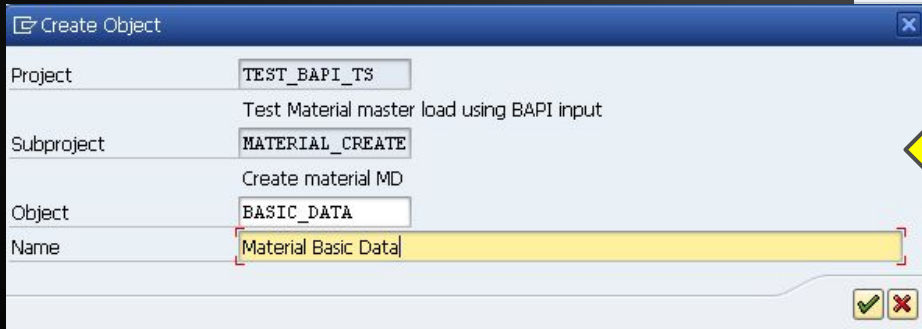 Create Object
Project TEST_BAPI_TS
Test Material master load using BAPI input
Subproject MATERIAL_CREATE
Create material MD
Object BASIC_DATA
Name Material Basic Data